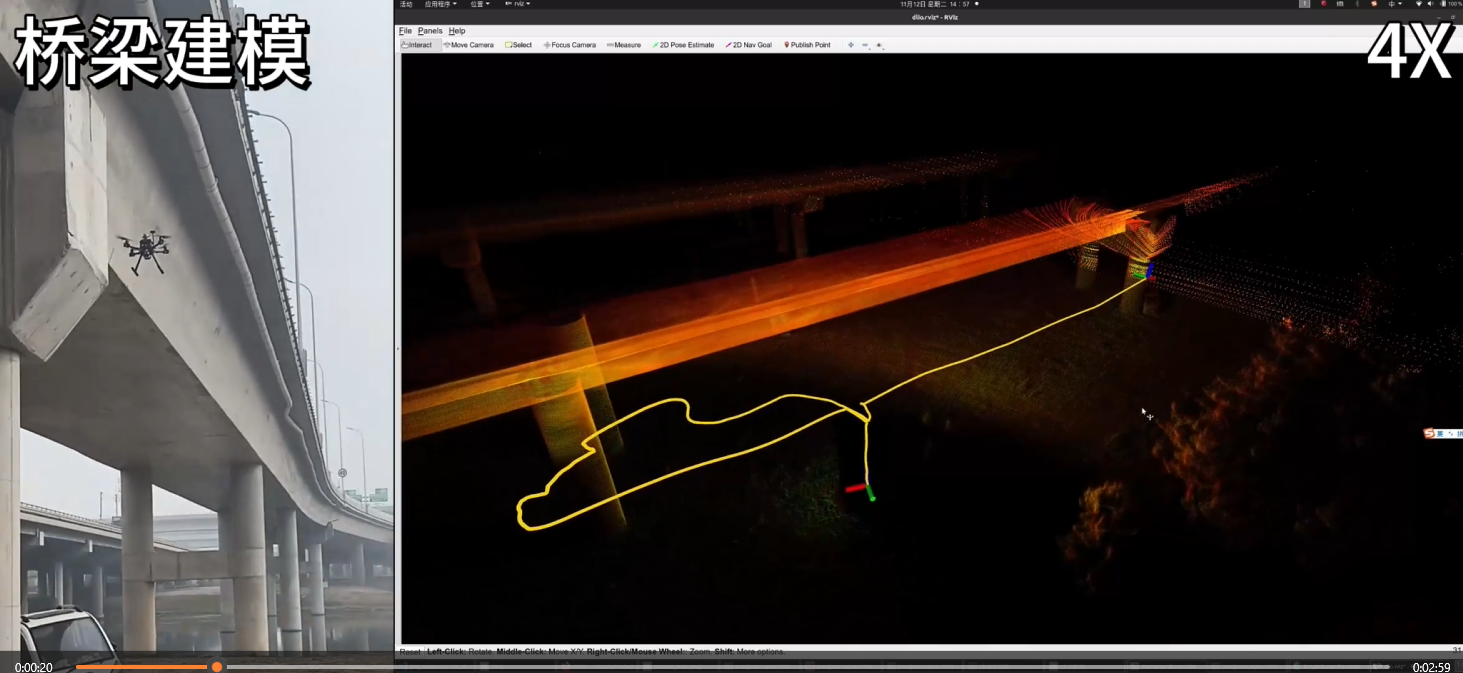 桥梁建模
4X
活动 应用程序 位置 rviz 11月12日 星期二 14：57 中 100%
dlio.rviz* - RViz
File Panels Help
Interact Move Camera Select Focus Camera Measure 2D Pose Estimate 2D Nav Goal Publish Point
英
Reset Left-Click: Rotate. Middle-Click: Move X/Y. Right-Click/Mouse Wheel:: Zoom. Shift: More options. 31
0:00:20 0:02:59